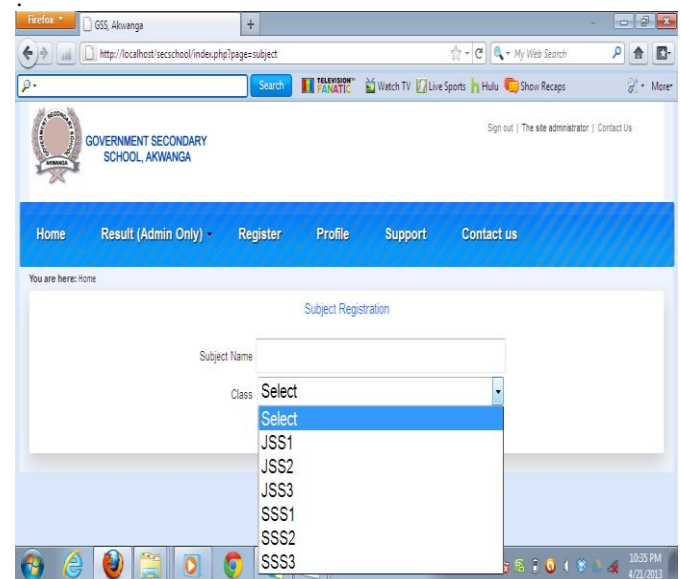 Firefox
GSS, Akwanga
http://localhost/secschool/index.php?page=subject
My Web Search
Search
TELEVISION FANATIC
Watch TV
Live Sports
Hulu
Show Recaps
More
AKWANGA
GOVERNMENT SECONDARY
SCHOOL, AKWANGA
Sign out | The site administrator | Contact Us
Home Result (Admin Only) Register Profile Support Contact us
You are here: Home
Subject Registration
Subject Name
Class Select
Select
JSS1
JSS2
JSS3
SSS1
SSS2
SSS3
10:35 PM
4/21/2013